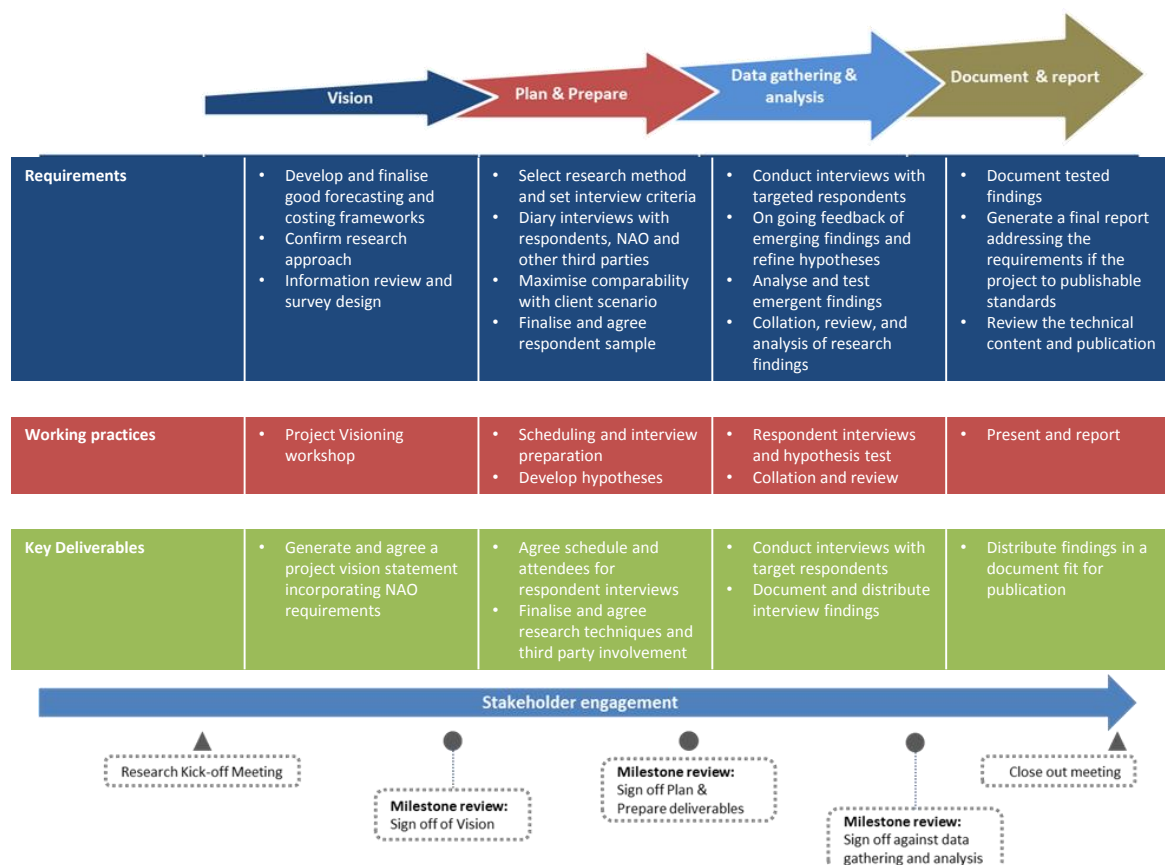 Vision
Plan & Prepare
Data gathering &
analysis
Document & report
Requirements
• Develop and finalise
good forecasting and
costing frameworks
• Confirm research
approach
• Information review and
survey design
• Select research method
and set interview criteria
• Diary interviews with
respondents, NAO and
other third parties
• Maximise comparability
with client scenario
• Finalise and agree
respondent sample
• Conduct interviews with
targeted respondents
• On going feedback of
emerging findings and
refine hypotheses
• Analyse and test
emergent findings
• Collation, review, and
analysis of research
findings
• Document tested
findings
• Generate a final report
addressing the
requirements if the
project to publishable
standards
• Review the technical
content and publication
Working practices
• Project Visioning
workshop
• Scheduling and interview
preparation
• Develop hypotheses
• Respondent interviews
and hypothesis test
• Collation and review
• Present and report
Key Deliverables
• Generate and agree a
project vision statement
incorporating NAO
requirements
• Agree schedule and
attendees for
respondent interviews
• Finalise and agree
research techniques and
third party involvement
• Conduct interviews with
target respondents
• Document and distribute
interview findings
• Distribute findings in a
document fit for
publication
Stakeholder engagement
Research Kick-off Meeting
Milestone review:
Sign off of Vision
Milestone review:
Sign off Plan &
Prepare deliverables
Milestone review:
Sign off against data
gathering and analysis
Close out meeting